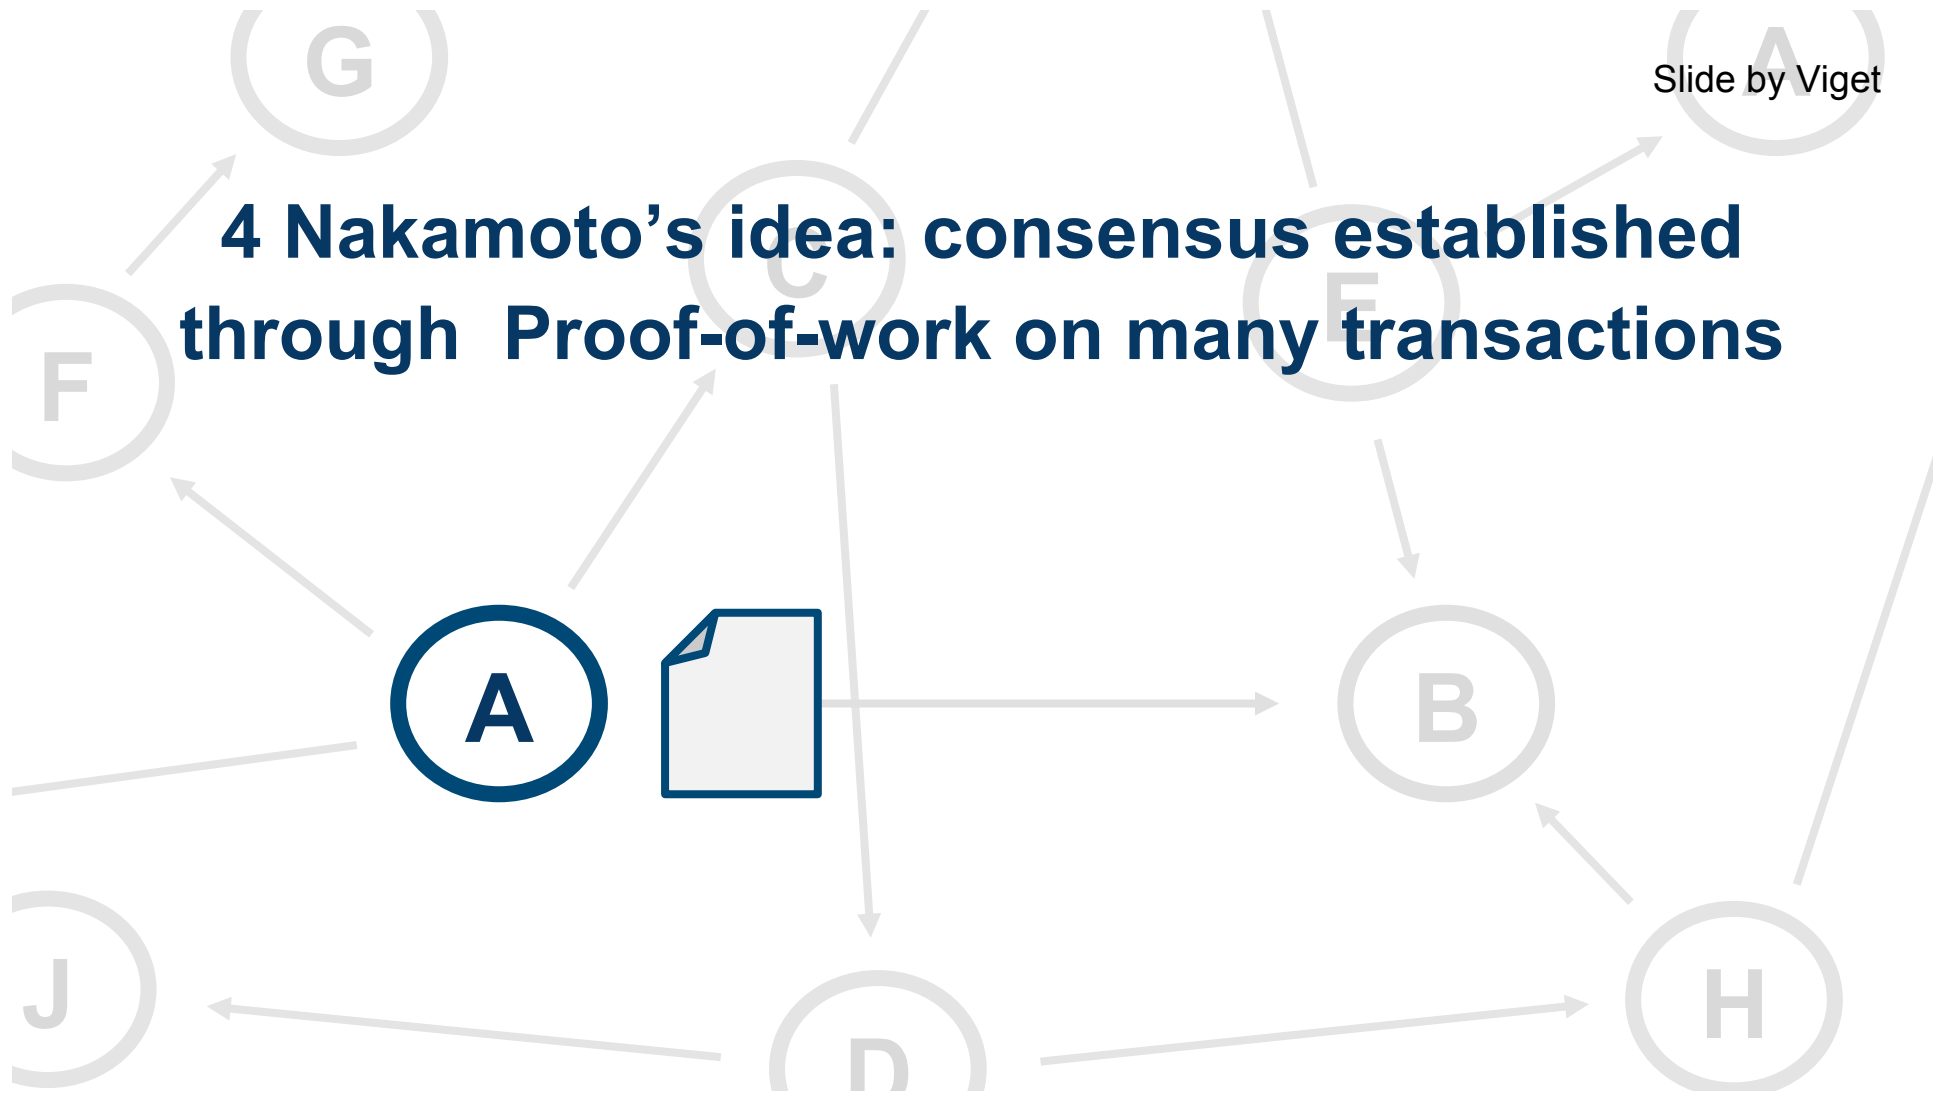 G
A
Slide by Viget
4 Nakamoto’s idea: consensus established
through  Proof-of-work on many transactions
C
E
F
A
B
J
D
H